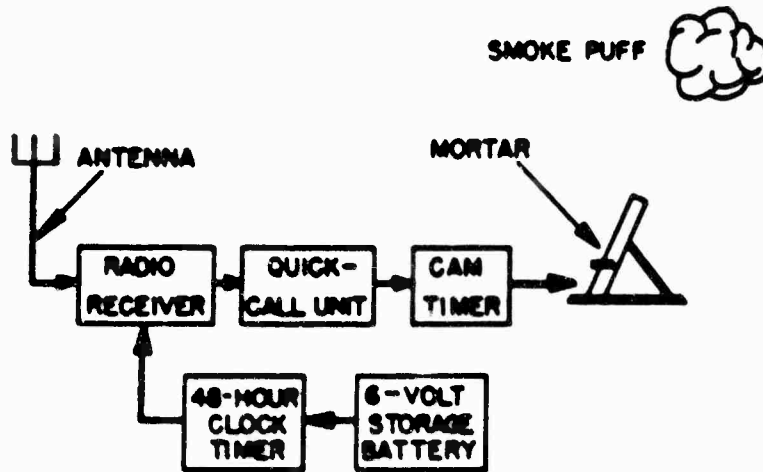 SMOKE PUFF
ANTENNA
MORTAR
RADIO
RECEIVER
QUICK-
CALL UNIT
CAM
TIMER
48-HOUR
CLOCK
TIMER
6-VOLT
STORAGE
BATTERY